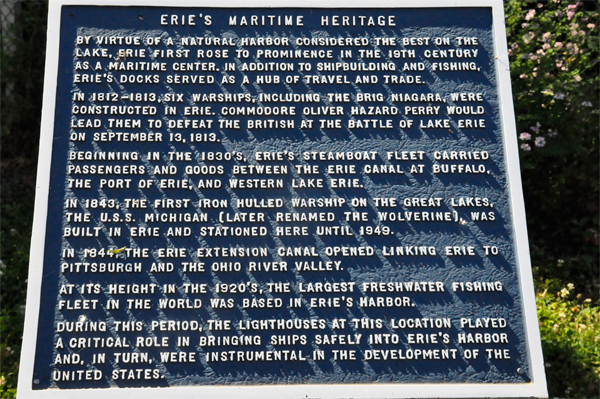 ERIE'S MARITIME HERITAGE
BY VIRTUE OF A NATURAL HARBOR CONSIDERED THE BEST ON THE
LAKE, ERIE FIRST ROSE TO PROMINENCE IN THE 19TH CENTURY
AS A MARITIME CENTER. IN ADDITION TO SHIPBUILDING AND FISHING,
ERIE'S DOCKS SERVED AS A HUB OF TRAVEL AND TRADE.
IN 1812-1813, SIX WARSHIPS, INCLUDING THE BRIG NIAGARA, WERE
CONSTRUCTED IN ERIE. COMMODORE OLIVER HAZARD PERRY WOULD
LEAD THEM TO DEFEAT THE BRITISH AT THE BATTLE OF LAKE ERIE
ON SEPTEMBER 13, 1813.
BEGINNING IN THE 1830'S, ERIE'S STEAMBOAT FLEET CARRIED
PASSENGERS AND GOODS BETWEEN THE ERIE CANAL AT BUFFALO,
THE PORT OF ERIE, AND WESTERN LAKE ERIE.
IN 1843, THE FIRST IRON HULLED WARSHIP ON THE GREAT LAKES,
THE U.S.S. MICHIGAN (LATER RENAMED THE WOLVERINE), WAS
BUILT IN ERIE AND STATIONED HERE UNTIL 1949.
IN 1844, THE ERIE EXTENSION CANAL OPENED LINKING ERIE TO
PITTSBURGH AND THE OHIO RIVER VALLEY.
AT ITS HEIGHT IN THE 1920'S, THE LARGEST FRESHWATER FISHING
FLEET IN THE WORLD WAS BASED IN ERIE'S HARBOR.
DURING THIS PERIOD, THE LIGHTHOUSES AT THIS LOCATION PLAYED
A CRITICAL ROLE IN BRINGING SHIPS SAFELY INTO ERIE'S HARBOR
AND, IN TURN, WERE INSTRUMENTAL IN THE DEVELOPMENT OF THE
UNITED STATES.